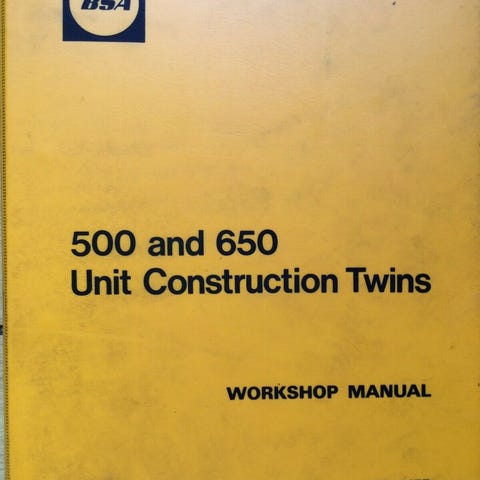 BSA
500 and 650
Unit Construction Twins
WORKSHOP MANUAL